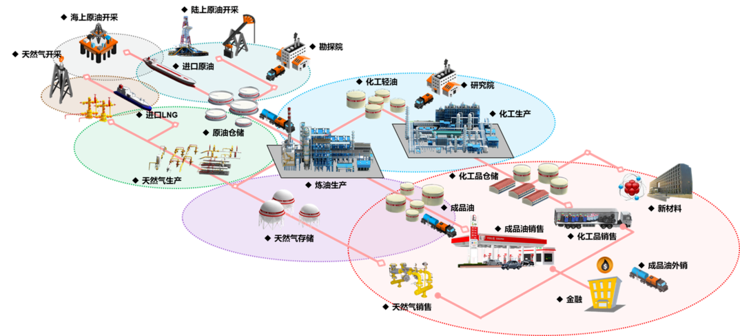 海上原油开采
陆上原油开采
天然气开采
进口原油
勘探院
化工轻油
研究院
进口LNG
原油仓储
化工生产
天然气生产
炼油生产
化工品仓储
成品油
新材料
天然气存储
成品油销售
化工品销售
成品油外销
天然气销售
金融